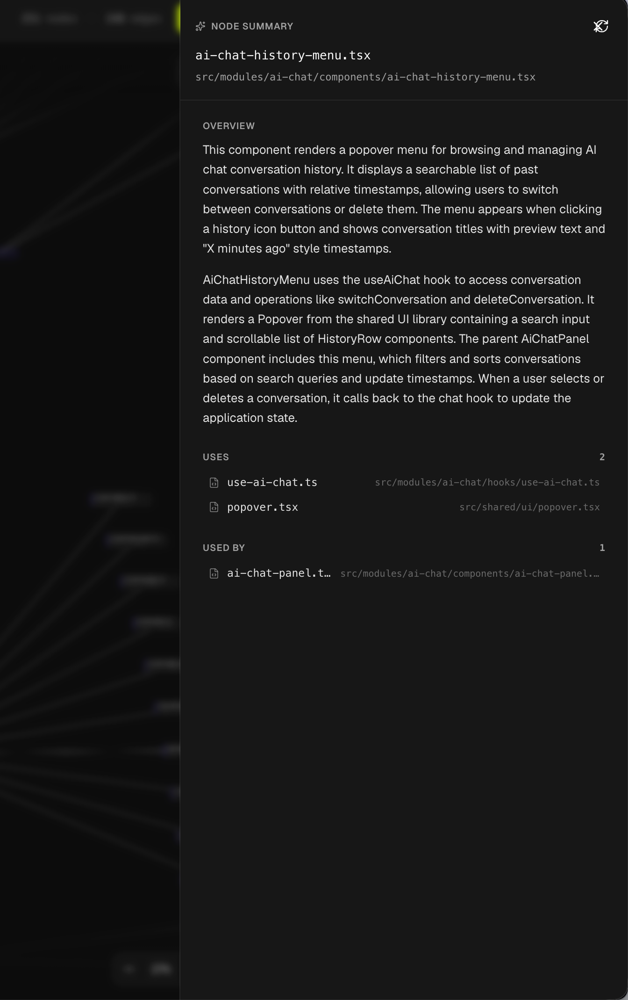 NODE SUMMARY
ai-chat-history-menu.tsx
src/modules/ai-chat/components/ai-chat-history-menu.tsx
OVERVIEW
This component renders a popover menu for browsing and managing AI
chat conversation history. It displays a searchable list of past
conversations with relative timestamps, allowing users to switch
between conversations or delete them. The menu appears when clicking
a history icon button and shows conversation titles with preview text and
"X minutes ago" style timestamps.
AiChatHistoryMenu uses the useAiChat hook to access conversation
data and operations like switchConversation and deleteConversation. It
renders a Popover from the shared UI library containing a search input
and scrollable list of HistoryRow components. The parent AiChatPanel
component includes this menu, which filters and sorts conversations
based on search queries and update timestamps. When a user selects or
deletes a conversation, it calls back to the chat hook to update the
application state.
USES 2
use-ai-chat.ts src/modules/ai-chat/hooks/use-ai-chat.ts
popover.tsx src/shared/ui/popover.tsx
USED BY 1
ai-chat-panel.t… src/modules/ai-chat/components/ai-chat-panel.…